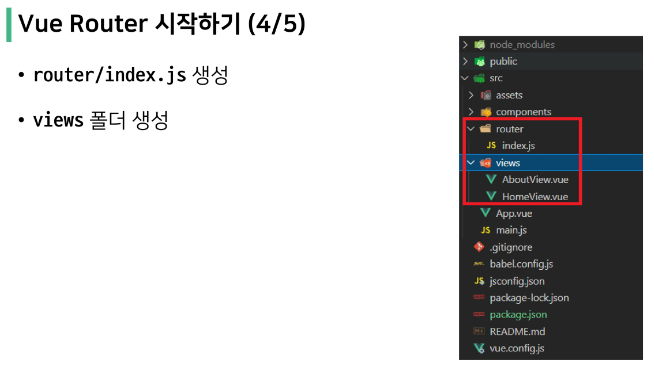 Vue Router 시작하기 (4/5)
• router/index.js 생성
• views 폴더 생성
node_modules
public
src
assets
components
router
JS index.js
views
AboutView.vue
HomeView.vue
App.vue
JS main.js
.gitignore
babel.config.js
JS jsconfig.json
package-lock.json
package.json
README.md
vue.config.js